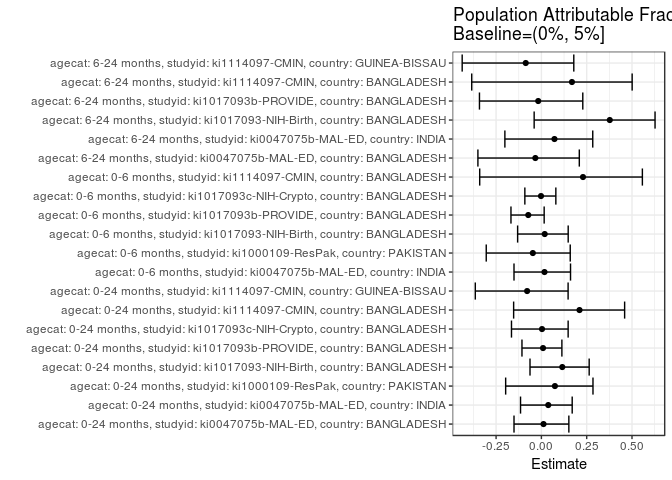 Population Attributable Frac
Baseline=(0%, 5%]
agecat: 6-24 months, studyid: ki1114097-CMIN, country: GUINEA-BISSAU
agecat: 6-24 months, studyid: ki1114097-CMIN, country: BANGLADESH
agecat: 6-24 months, studyid: ki1017093b-PROVIDE, country: BANGLADESH
agecat: 6-24 months, studyid: ki1017093-NIH-Birth, country: BANGLADESH
agecat: 6-24 months, studyid: ki0047075b-MAL-ED, country: INDIA
agecat: 6-24 months, studyid: ki0047075b-MAL-ED, country: BANGLADESH
agecat: 0-6 months, studyid: ki1114097-CMIN, country: BANGLADESH
agecat: 0-6 months, studyid: ki1017093c-NIH-Crypto, country: BANGLADESH
agecat: 0-6 months, studyid: ki1017093b-PROVIDE, country: BANGLADESH
agecat: 0-6 months, studyid: ki1017093-NIH-Birth, country: BANGLADESH
agecat: 0-6 months, studyid: ki1000109-ResPak, country: PAKISTAN
agecat: 0-6 months, studyid: ki0047075b-MAL-ED, country: INDIA
agecat: 0-24 months, studyid: ki1114097-CMIN, country: GUINEA-BISSAU
agecat: 0-24 months, studyid: ki1114097-CMIN, country: BANGLADESH
agecat: 0-24 months, studyid: ki1017093c-NIH-Crypto, country: BANGLADESH
agecat: 0-24 months, studyid: ki1017093b-PROVIDE, country: BANGLADESH
agecat: 0-24 months, studyid: ki1017093-NIH-Birth, country: BANGLADESH
agecat: 0-24 months, studyid: ki1000109-ResPak, country: PAKISTAN
agecat: 0-24 months, studyid: ki0047075b-MAL-ED, country: INDIA
agecat: 0-24 months, studyid: ki0047075b-MAL-ED, country: BANGLADESH
-0.25 0.00 0.25 0.50
Estimate